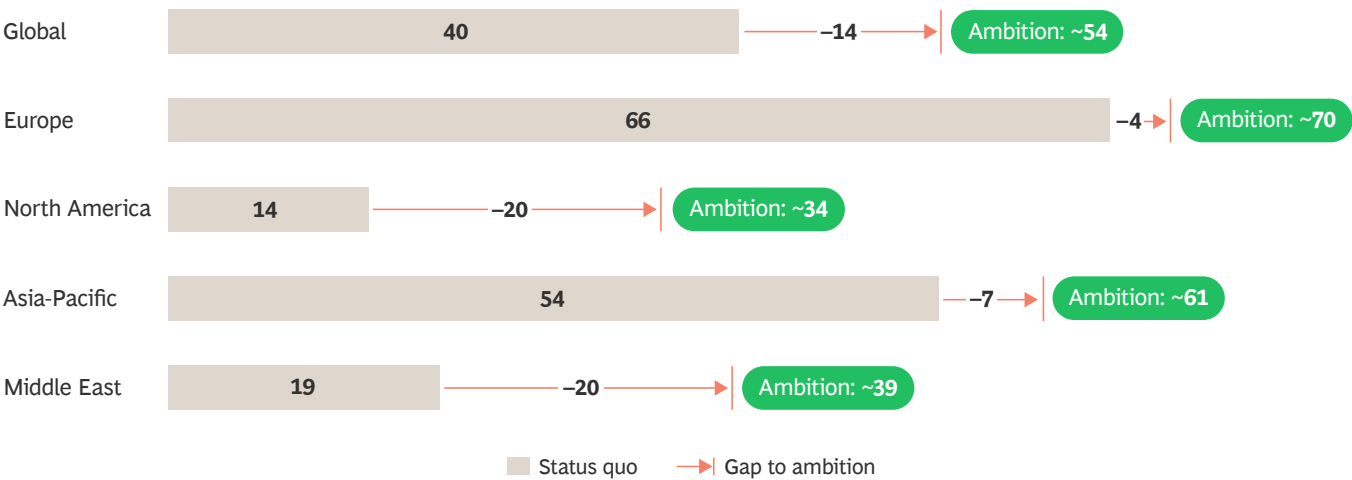 Global 40 –14 Ambition: ~54
Europe 66 –4 Ambition: ~70
North America 14 –20 Ambition: ~34
Asia-Pacific 54 –7 Ambition: ~61
Middle East 19 –20 Ambition: ~39
Status quo Gap to ambition